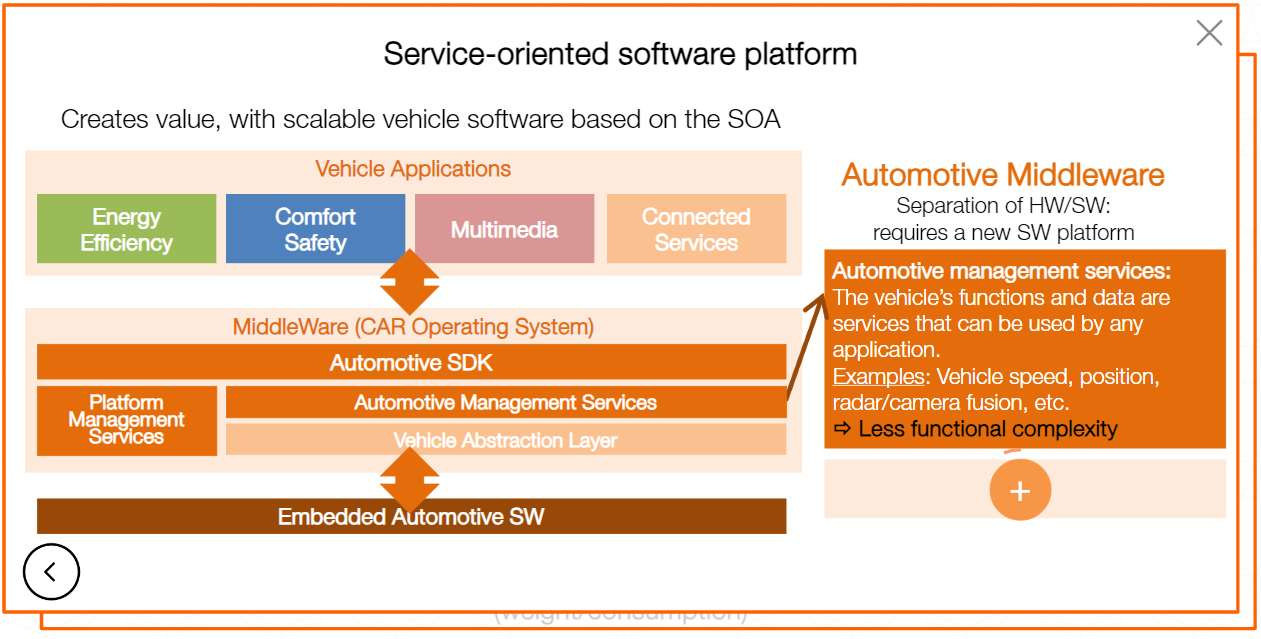 Service-oriented software platform
Creates value, with scalable vehicle software based on the SOA
Vehicle Applications
Energy
Efficiency
Comfort
Safety
Multimedia
Connected
Services
MiddleWare (CAR Operating System)
Automotive SDK
Platform
Management
Services
Automotive Management Services
Vehicle Abstraction Layer
Embedded Automotive SW
Automotive Middleware
Separation of HW/SW:
requires a new SW platform
Automotive management services:
The vehicle's functions and data are
services that can be used by any
application.
Examples: Vehicle speed, position,
radar/camera fusion, etc.
⇨ Less functional complexity
+
(weight/consumption)